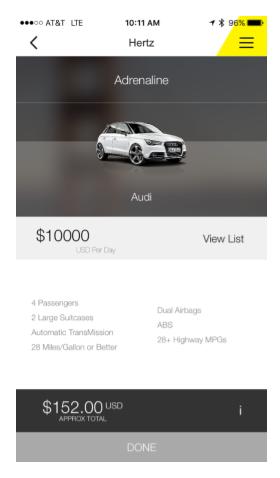 AT&T LTE 10:11 AM 96%
Hertz
Adrenaline
Audi
$10000 View List
USD Per Day
4 Passengers
2 Large Suitcases
Automatic TransMission
28 Miles/Gallon or Better
Dual Airbags
ABS
28+ Highway MPGs
$152.00 USD i
APPROX TOTAL
DONE